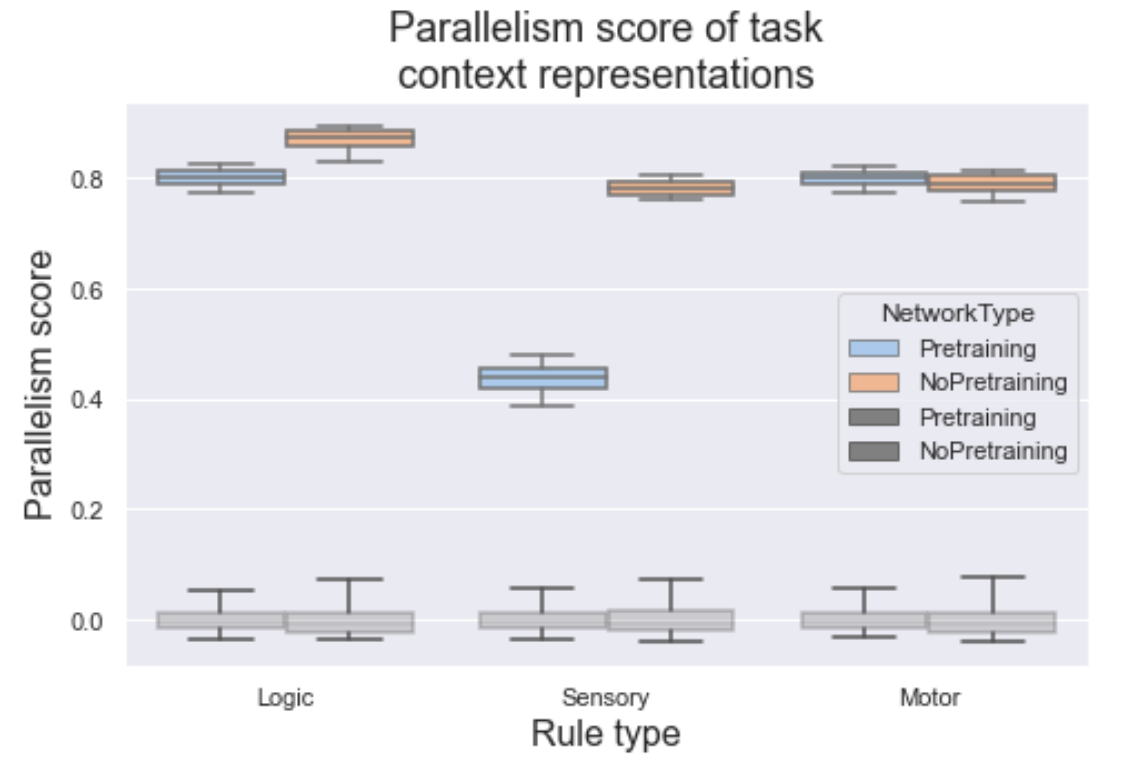 Parallelism score of task
context representations
Parallelism score
0.8
0.6
0.4
0.2
0.0
NetworkType
Pretraining
NoPretraining
Pretraining
NoPretraining
Logic
Sensory
Motor
Rule type